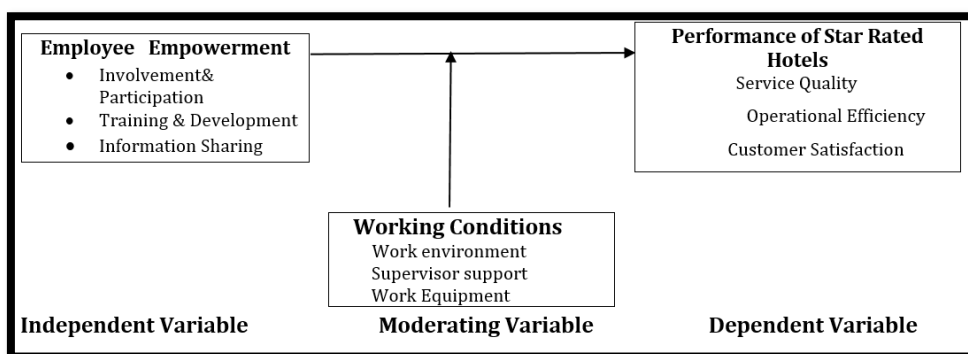 Employee Empowerment
• Involvement&
Participation
• Training & Development
• Information Sharing
Performance of Star Rated
Hotels
Service Quality
Operational Efficiency
Customer Satisfaction
Working Conditions
Work environment
Supervisor support
Work Equipment
Independent Variable
Moderating Variable
Dependent Variable